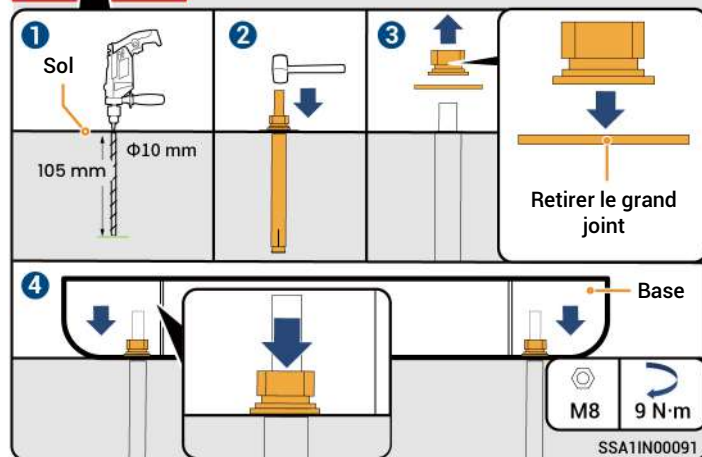 1
2
3
Sol
105 mm
Φ10 mm
Retirer le grand
joint
4
Base
M8
9 N·m
SSA1IN00091